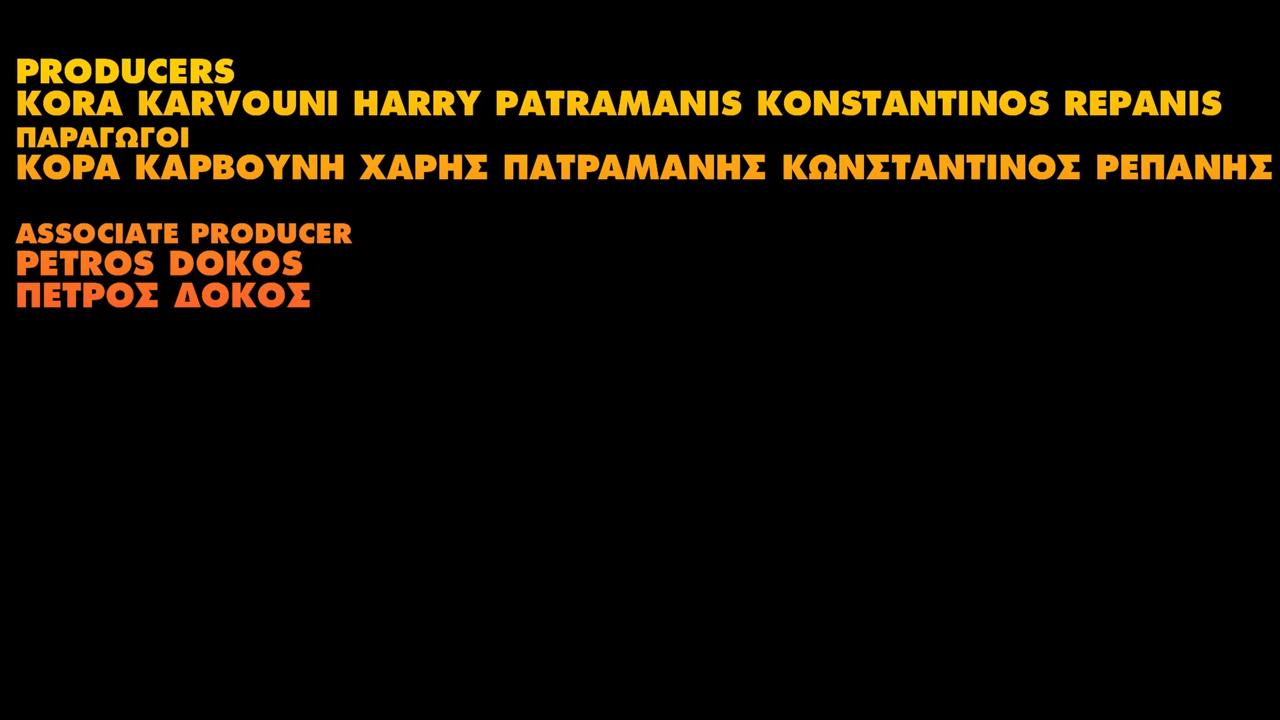 PRODUCERS
KORA KARVOUNI HARRY PATRAMANIS KONSTANTINOS REPANIS
ΠΑΡΑΓΩΓΟΙ
ΚΟΡΑ ΚΑΡΒΟΥΝΗ ΧΑΡΗΣ ΠΑΤΡΑΜΑΝΗΣ ΚΩΝΣΤΑΝΤΙΝΟΣ ΡΕΠΑΝΗΣ
ASSOCIATE PRODUCER
PETROS DOKOS
ΠΕΤΡΟΣ ΔΟΚΟΣ